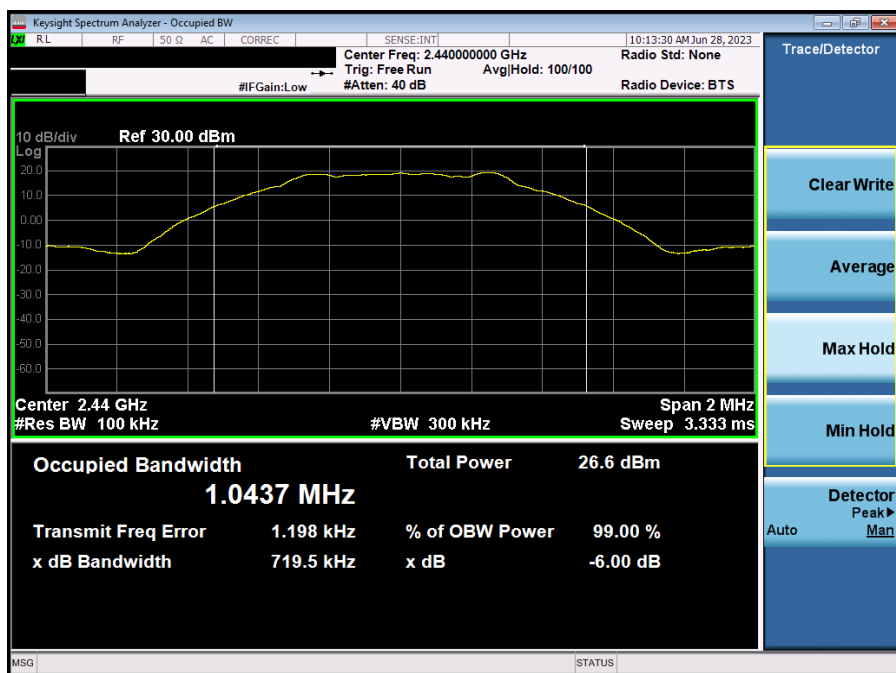 Keysight Spectrum Analyzer - Occupied BW
LXI RL RF 50 Ω AC CORREC SENSE:INT 10:13:30 AM Jun 28, 2023
Center Freq: 2.440000000 GHz Radio Std: None
Trig: Free Run Avg|Hold: 100/100
#IFGain:Low #Atten: 40 dB Radio Device: BTS
10 dB/div Ref 30.00 dBm
Log
20.0
10.0
0.00
-10.0
-20.0
-30.0
-40.0
-50.0
-60.0
Center 2.44 GHz Span 2 MHz
#Res BW 100 kHz #VBW 300 kHz Sweep 3.333 ms
Occupied Bandwidth Total Power 26.6 dBm
1.0437 MHz
Transmit Freq Error 1.198 kHz % of OBW Power 99.00 %
x dB Bandwidth 719.5 kHz x dB -6.00 dB
MSG STATUS
Trace/Detector
Clear Write
Average
Max Hold
Min Hold
Detector
Peak▶
Auto Man